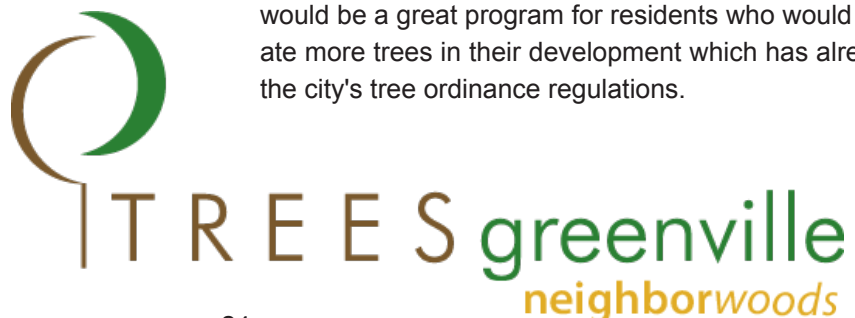 would be a great program for residents who would
ate more trees in their development which has alre
the city's tree ordinance regulations.
TREES greenville
neighborwoods